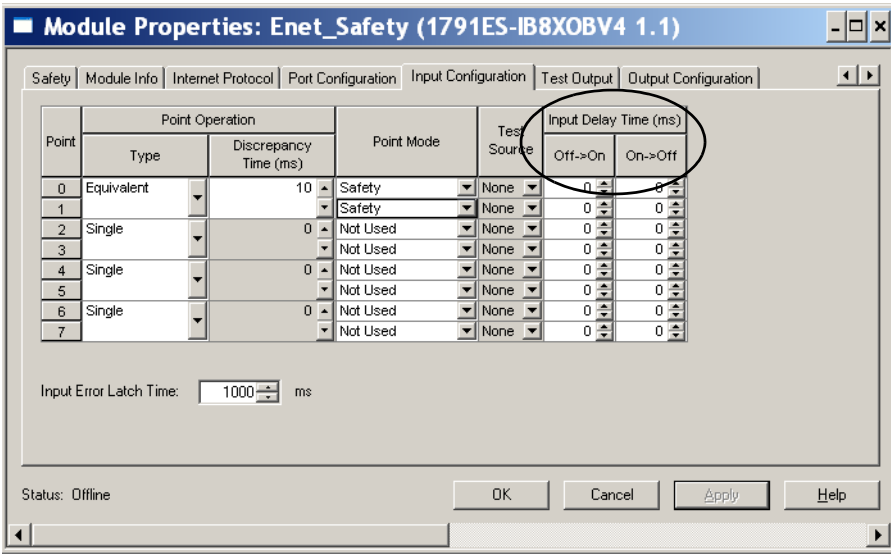 Module Properties: Enet_Safety (1791ES-IB8XOBV4 1.1)
Safety Module Info Internet Protocol Port Configuration Input Configuration Test Output Output Configuration
Point Point Operation Point Mode Test Source Input Delay Time (ms)
Type Discrepancy Time (ms) Off->On On->Off
0 Equivalent 10 Safety None 0 0
1 Safety None 0 0
2 Single 0 Not Used None 0 0
3 Not Used None 0 0
4 Single 0 Not Used None 0 0
5 Not Used None 0 0
6 Single 0 Not Used None 0 0
7 Not Used None 0 0
Input Error Latch Time: 1000 ms
Status: Offline OK Cancel Apply Help